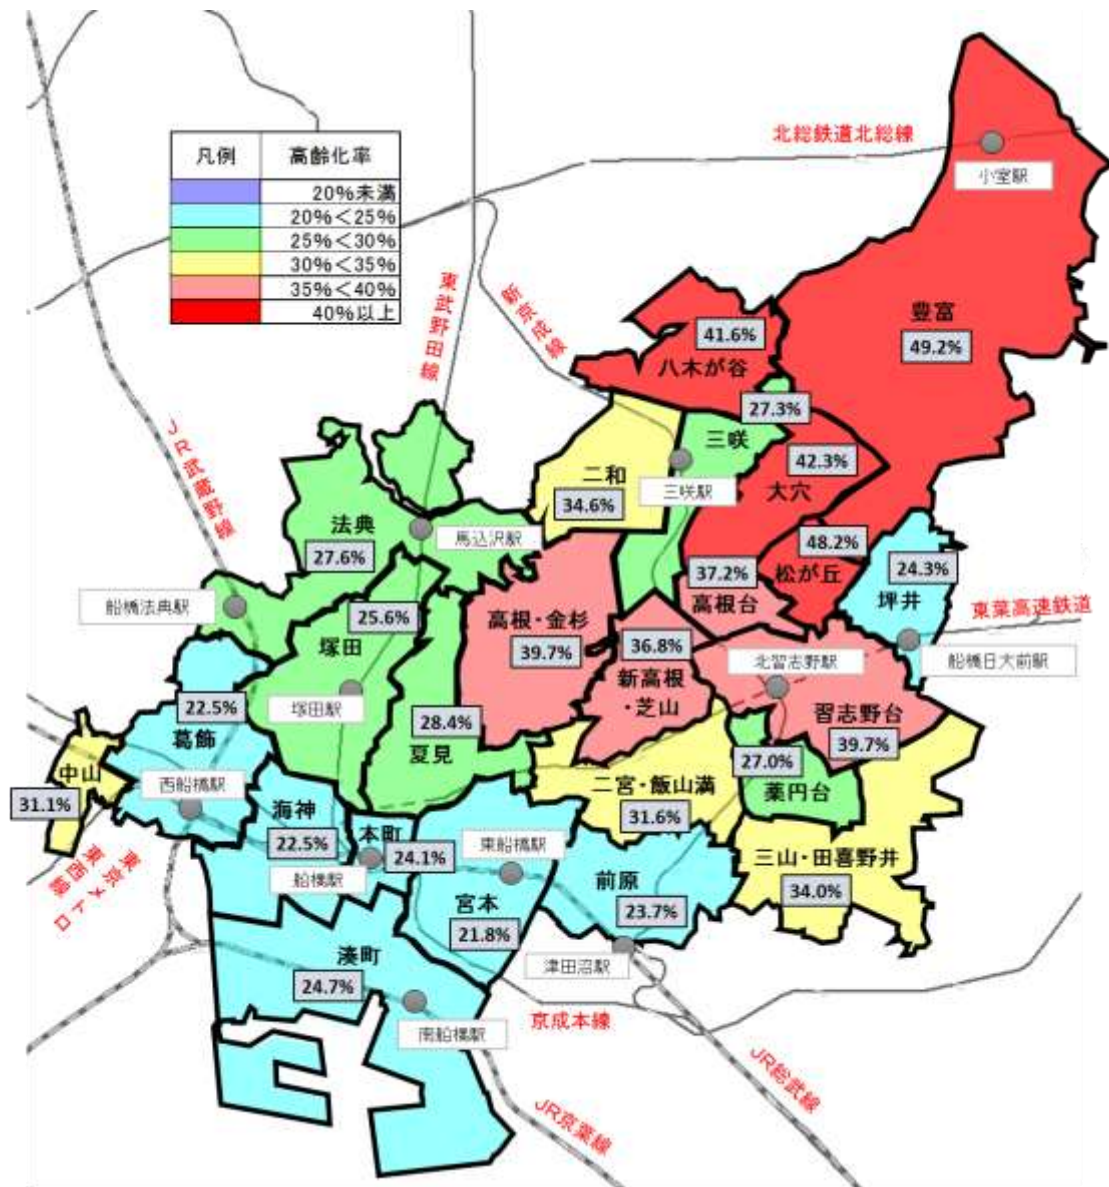 凡例 高齢化率
20%未満
20%<25%
25%<30%
30%<35%
35%<40%
40%以上
北総鉄道北総線
小室駅
東武野田線
新京成線
豊富
49.2%
41.6%
八木が谷
27.3%
三咲
三咲駅
42.3%
大穴
二和
34.6%
JR武蔵野線
法典
27.6%
馬込沢駅
48.2%
松が丘
24.3%
坪井
37.2%
高根台
東葉高速鉄道
船橋日大前駅
船橋法典駅
25.6%
塚田
塚田駅
高根・金杉
39.7%
36.8%
新高根
・芝山
北習志野駅
習志野台
39.7%
22.5%
葛飾
28.4%
夏見
27.0%
薬円台
中山
31.1%
西船橋駅
海神
22.5%
本町
24.1%
船橋駅
東船橋駅
二宮・飯山満
31.6%
三山・田喜野井
34.0%
東京メトロ
東西線
宮本
21.8%
前原
23.7%
湊町
24.7%
津田沼駅
南船橋駅
京成本線
JR京葉線
JR総武線